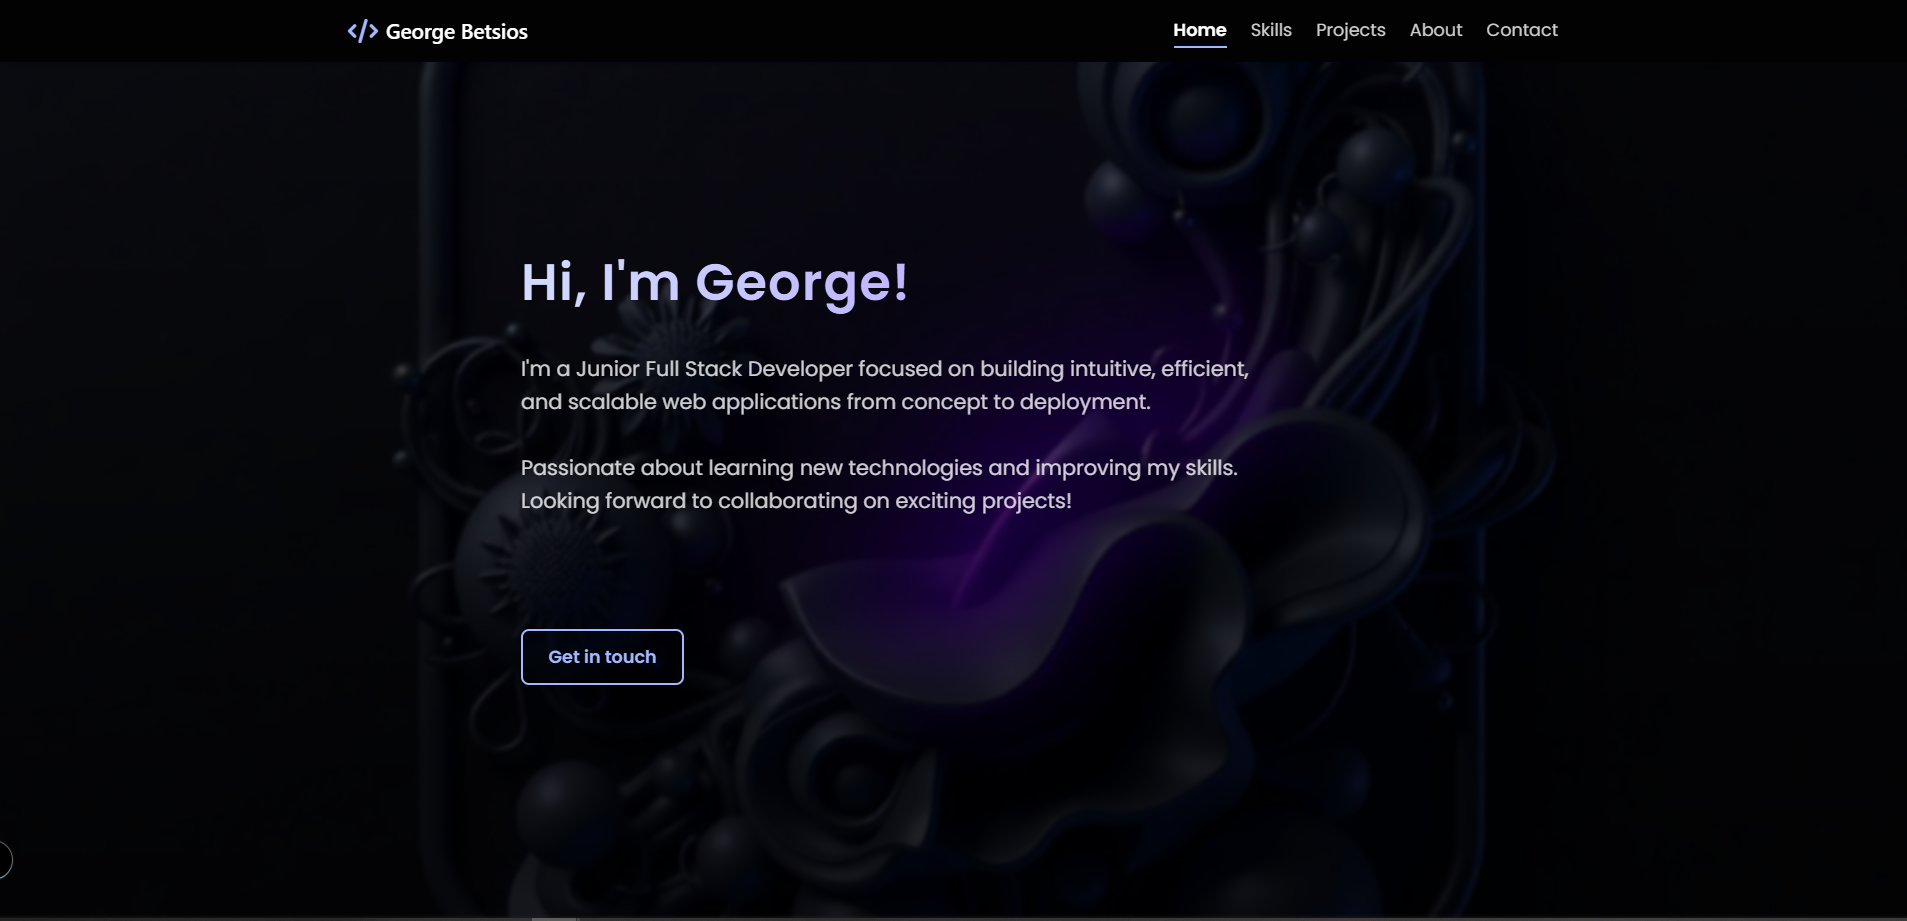 </> George Betsios
Home Skills Projects About Contact
Hi, I'm George!
I'm a Junior Full Stack Developer focused on building intuitive, efficient,
and scalable web applications from concept to deployment.
Passionate about learning new technologies and improving my skills.
Looking forward to collaborating on exciting projects!
Get in touch